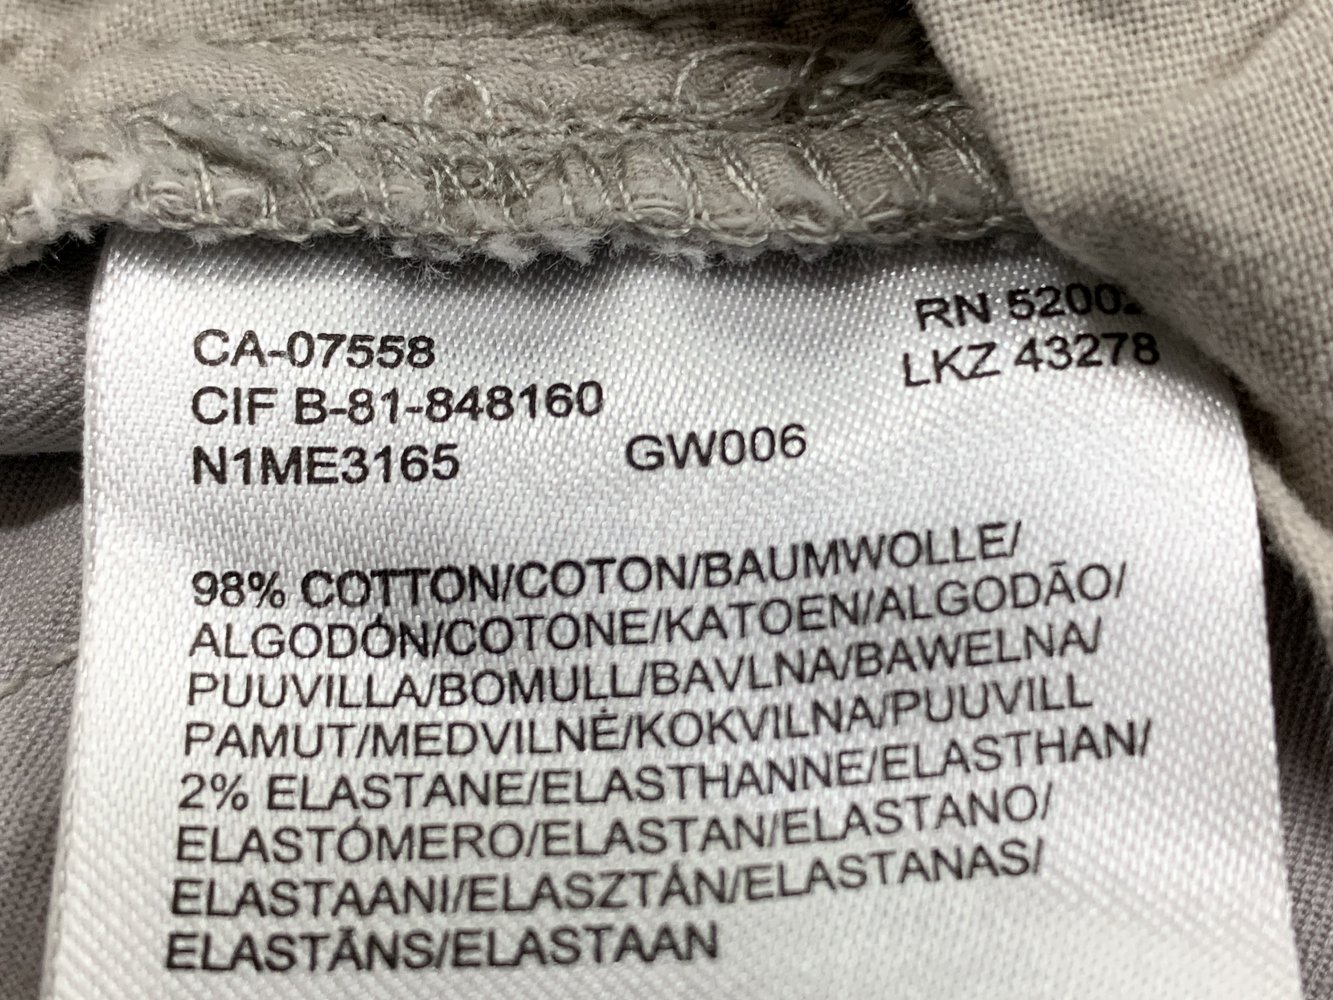 CA-07558
RN 5200
CIF B-81-848160
LKZ 43278
N1ME3165 GW006
98% COTTON/COTON/BAUMWOLLE/
ALGODÓN/COTONE/KATOEN/ALGODÃO/
PUUVILLA/BOMULL/BAVLNA/BAWELNA/
PAMUT/MEDVILNĖ/KOKVILNA/PUUVILL
2% ELASTANE/ELASTHANNE/ELASTHAN/
ELASTÓMERO/ELASTAN/ELASTANO/
ELASTAANI/ELASZTÁN/ELASTANAS/
ELASTĀNS/ELASTAAN